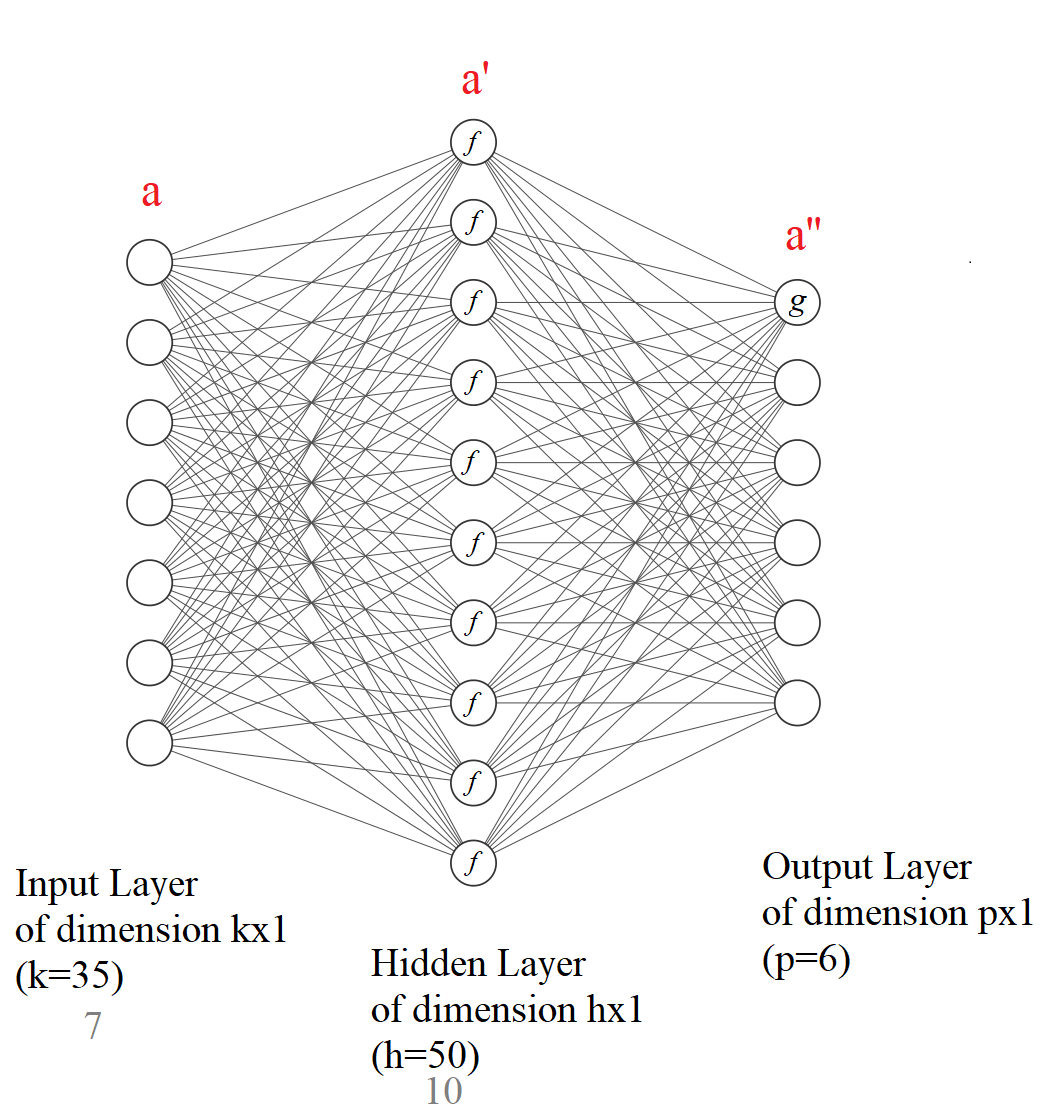 a'
a
a"
f
f
f
g
f
f
f
f
f
f
f
Input Layer
of dimension kx1
(k=35)
7
Hidden Layer
of dimension hx1
(h=50)
10
Output Layer
of dimension px1
(p=6)